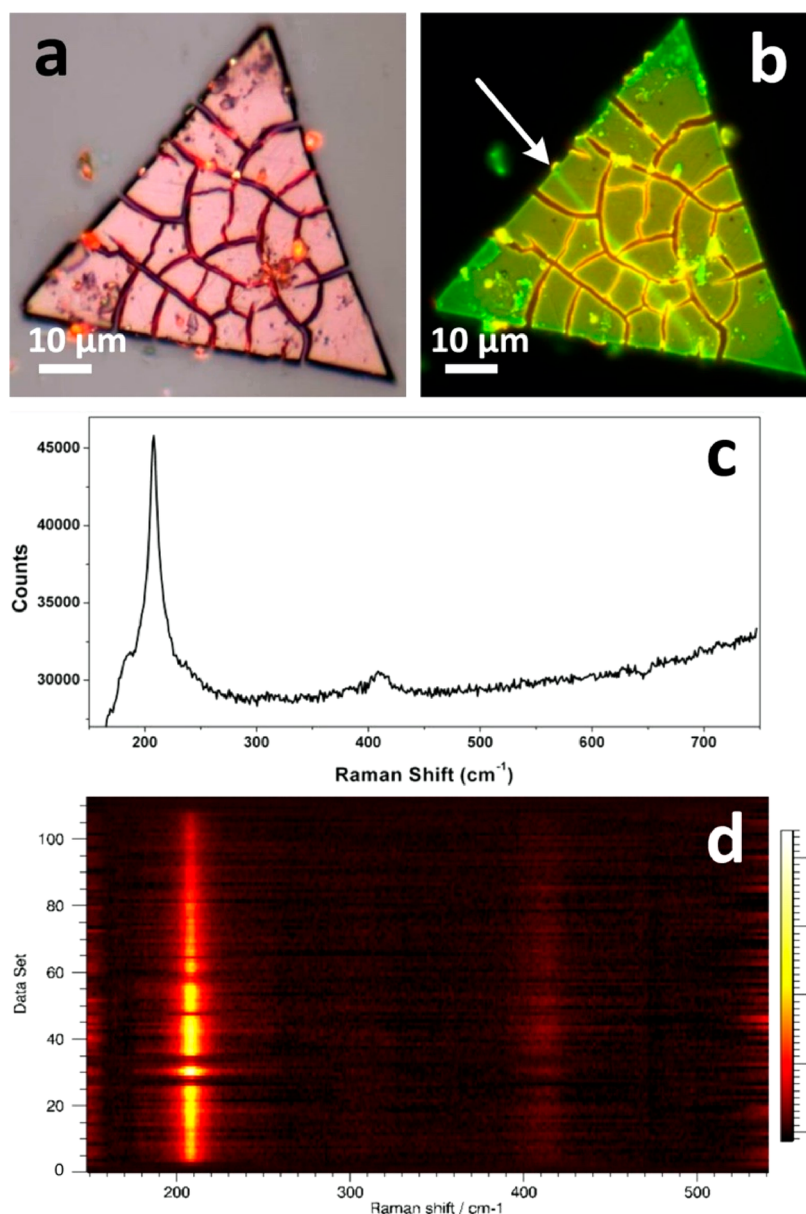 a
b
10 µm
10 µm
c
45000
40000
35000
30000
Counts
200 300 400 500 600 700
Raman Shift (cm⁻¹)
d
100
80
60
40
20
0
Data Set
200 300 400 500
Raman shift / cm-1